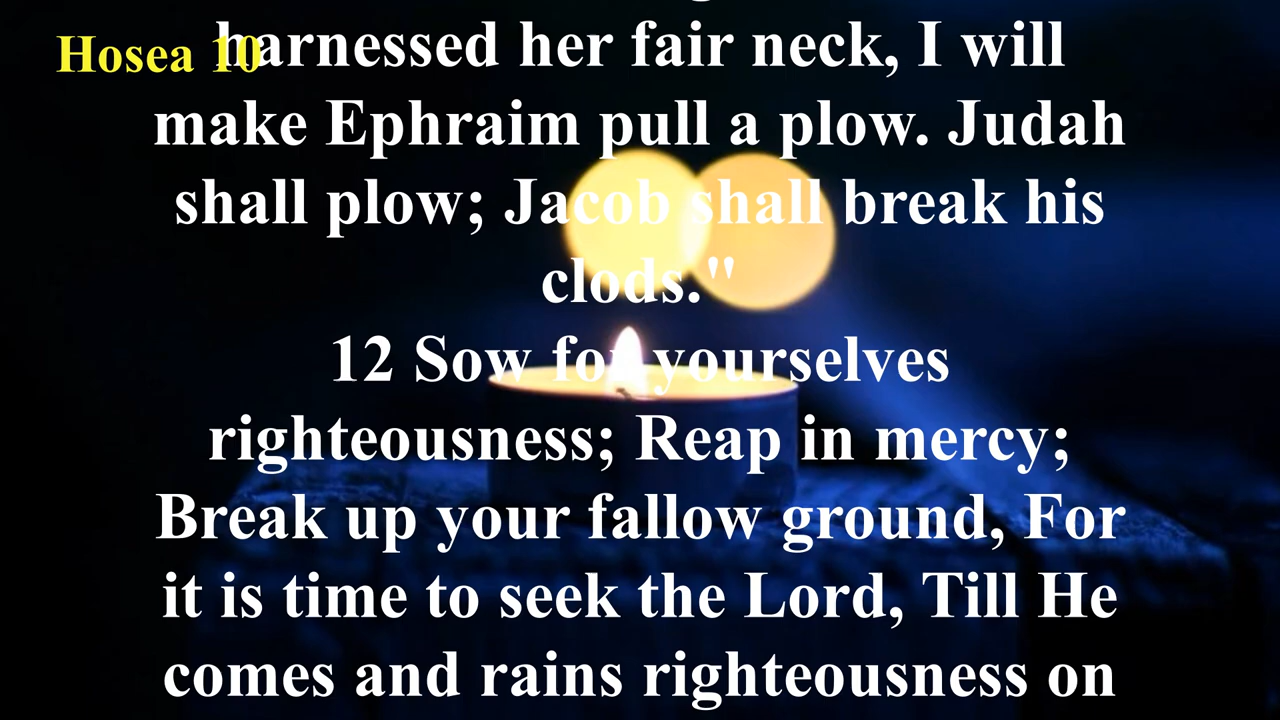 Hosea 10
harnessed her fair neck, I will
make Ephraim pull a plow. Judah
shall plow; Jacob shall break his
clods."
12 Sow for yourselves
righteousness; Reap in mercy;
Break up your fallow ground, For
it is time to seek the Lord, Till He
comes and rains righteousness on